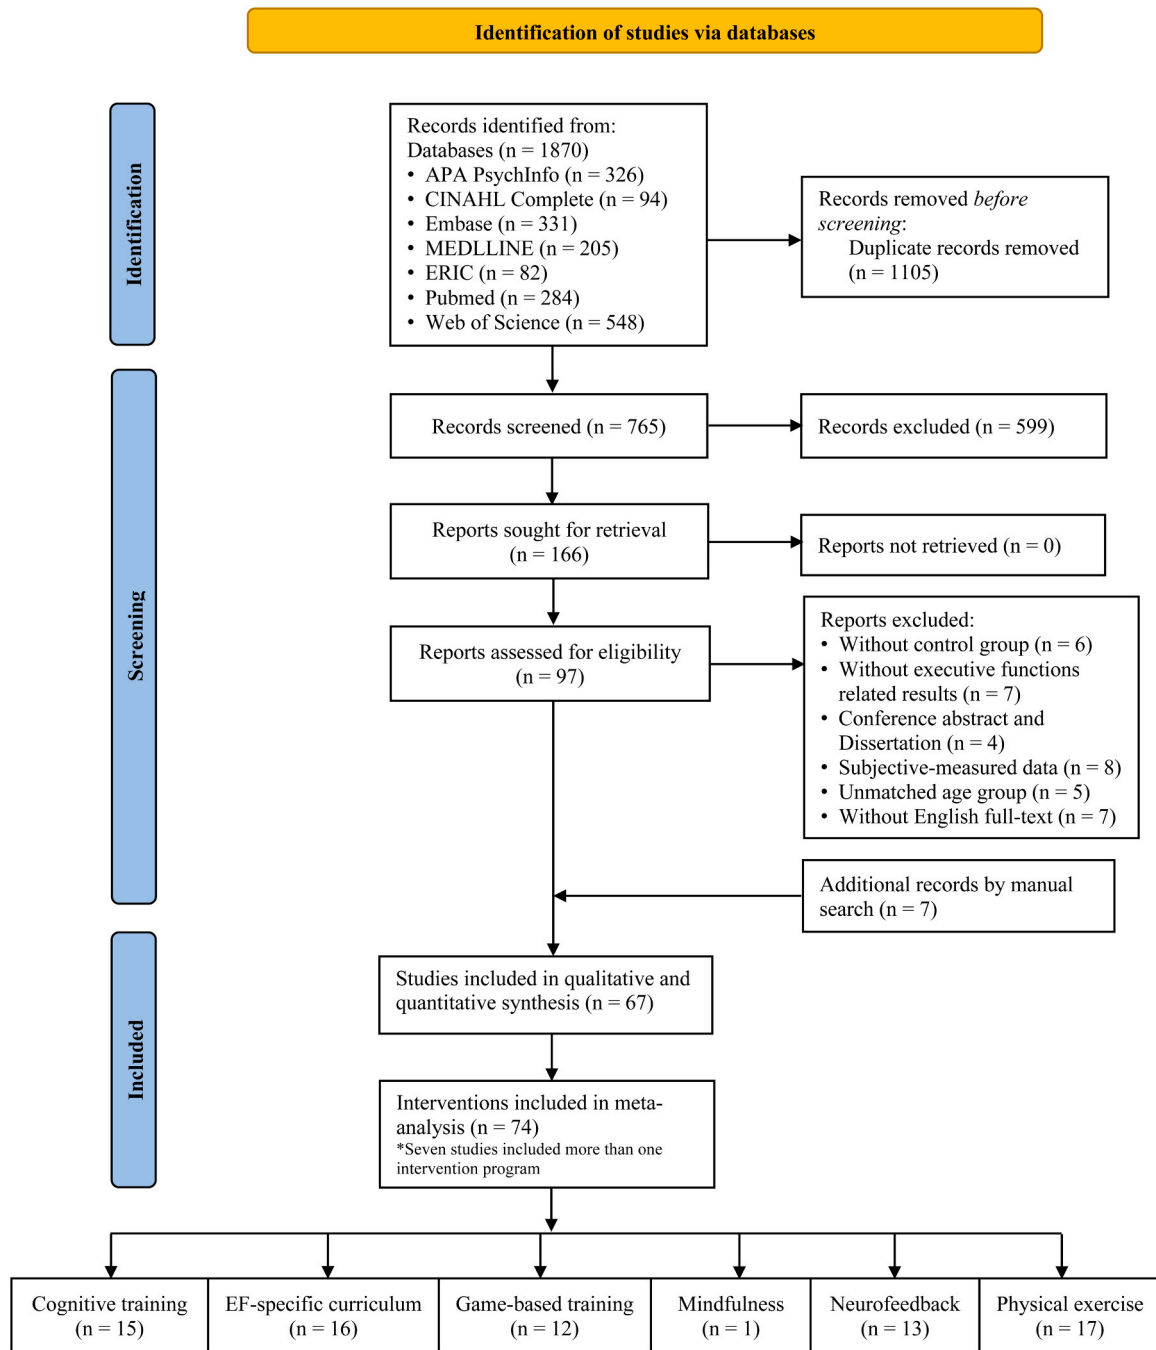 Identification of studies via databases
Identification
Records identified from:
Databases (n = 1870)
• APA PsychInfo (n = 326)
• CINAHL Complete (n = 94)
• Embase (n = 331)
• MEDLLINE (n = 205)
• ERIC (n = 82)
• Pubmed (n = 284)
• Web of Science (n = 548)
Records removed before
screening:
Duplicate records removed
(n = 1105)
Screening
Records screened (n = 765)
Records excluded (n = 599)
Reports sought for retrieval
(n = 166)
Reports not retrieved (n = 0)
Reports assessed for eligibility
(n = 97)
Reports excluded:
• Without control group (n = 6)
• Without executive functions
related results (n = 7)
• Conference abstract and
Dissertation (n = 4)
• Subjective-measured data (n = 8)
• Unmatched age group (n = 5)
• Without English full-text (n = 7)
Additional records by manual
search (n = 7)
Included
Studies included in qualitative and
quantitative synthesis (n = 67)
Interventions included in meta-
analysis (n = 74)
*Seven studies included more than one
intervention program
Cognitive training
(n = 15)
EF-specific curriculum
(n = 16)
Game-based training
(n = 12)
Mindfulness
(n = 1)
Neurofeedback
(n = 13)
Physical exercise
(n = 17)